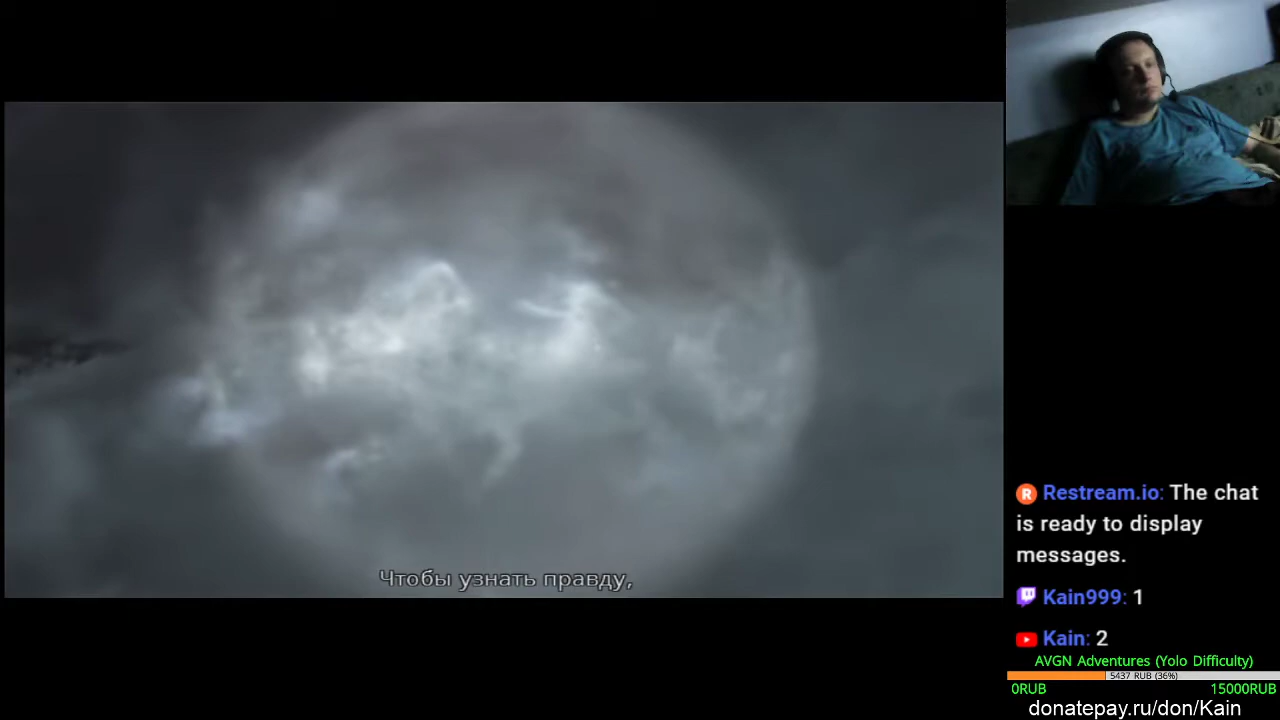 Чтобы узнать правду,
Restream.io: The chat
is ready to display
messages.
Kain999: 1
Kain: 2
AVGN Adventures (Yolo Difficulty)
5437 RUB (36%)
0RUB 15000RUB
donatepay.ru/don/Kain